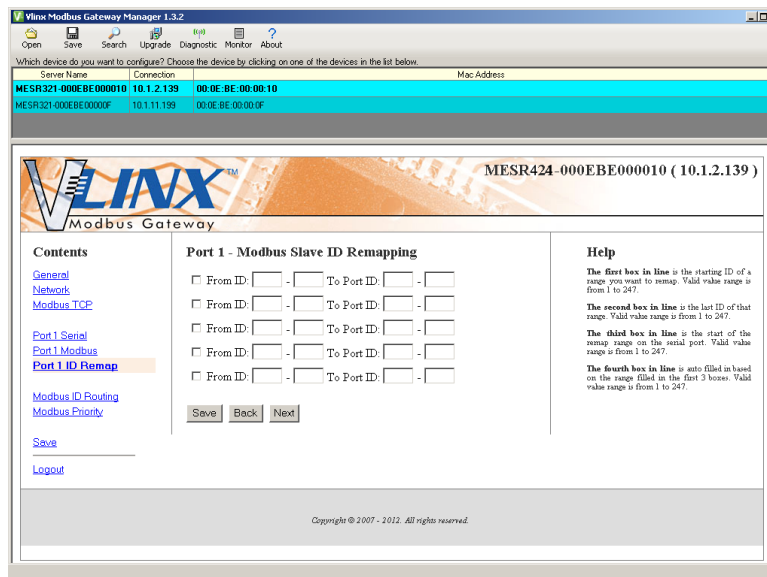 Vlinx Modbus Gateway Manager 1.3.2
Open Save Search Upgrade Diagnostic Monitor About
Which device do you want to configure? Choose the device by clicking on one of the devices in the list below.
Server Name Connection Mac Address
MESR321-000EBE000010 10.1.2.139 00:0E:BE:00:00:10
MESR321-000EBE00000F 10.1.11.199 00:0E:BE:00:00:0F
VLINX TM
Modbus Gateway
MESR424-000EBE000010 ( 10.1.2.139 )
Contents
General
Network
Modbus TCP
Port 1 Serial
Port 1 Modbus
Port 1 ID Remap
Modbus ID Routing
Modbus Priority
Save
Logout
Port 1 - Modbus Slave ID Remapping
From ID: - To Port ID: -
From ID: - To Port ID: -
From ID: - To Port ID: -
From ID: - To Port ID: -
From ID: - To Port ID: -
Save Back Next
Help
The first box in line is the starting ID of a
range you want to remap. Valid value range is
from 1 to 247.
The second box in line is the last ID of that
range. Valid value range is from 1 to 247.
The third box in line is the start of the
remap range on the serial port. Valid value
range is from 1 to 247.
The fourth box in line is auto filled in based
on the range filled in the first 3 boxes. Valid
value range is from 1 to 247.
Copyright © 2007 - 2012. All rights reserved.